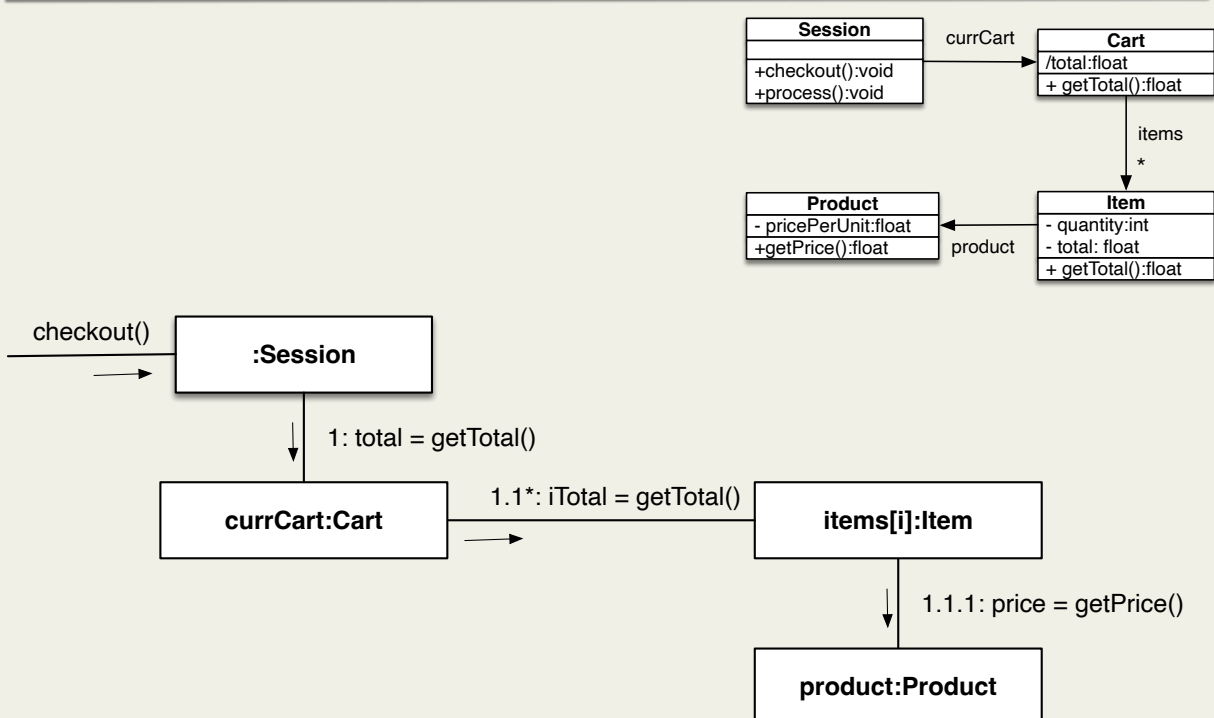 Session
+checkout():void
+process():void
currCart
Cart
/total:float
+ getTotal():float
items
*
Product
- pricePerUnit:float
+getPrice():float
product
Item
- quantity:int
- total: float
+ getTotal():float
checkout()
:Session
1: total = getTotal()
currCart:Cart
1.1*: iTotal = getTotal()
items[i]:Item
1.1.1: price = getPrice()
product:Product